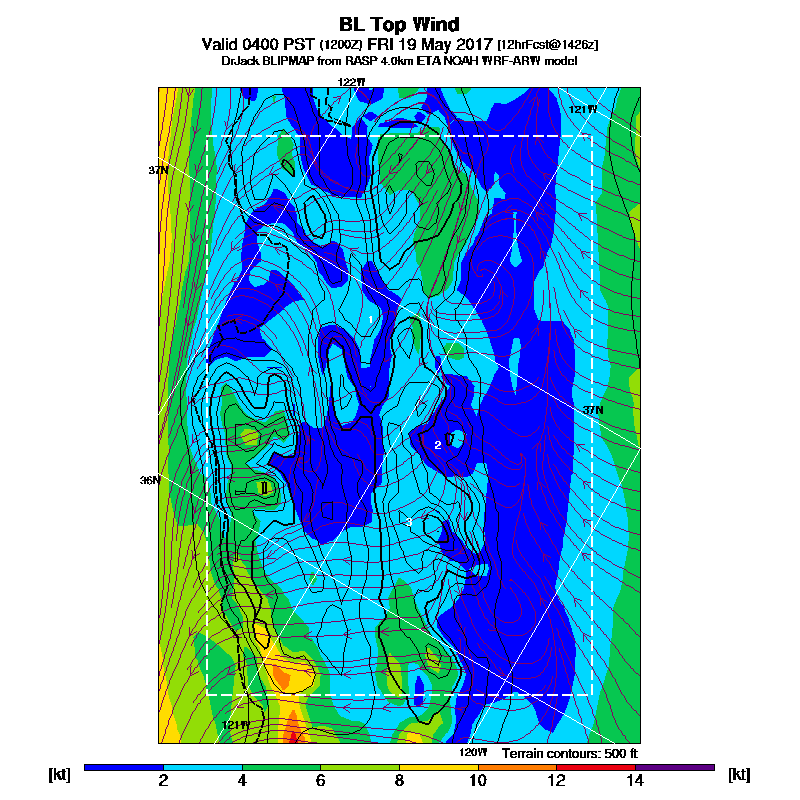 BL Top Wind
Valid 0400 PST (1200Z) FRI 19 May 2017 [12hrFcst@1426z]
DrJack BLIPMAP from RASP 4.0km ETA NOAH WRF-ARW model
122W
121W
37N
1
37N
2
36N
3
121W
120W Terrain contours: 500 ft
[kt] 2 4 6 8 10 12 14 [kt]